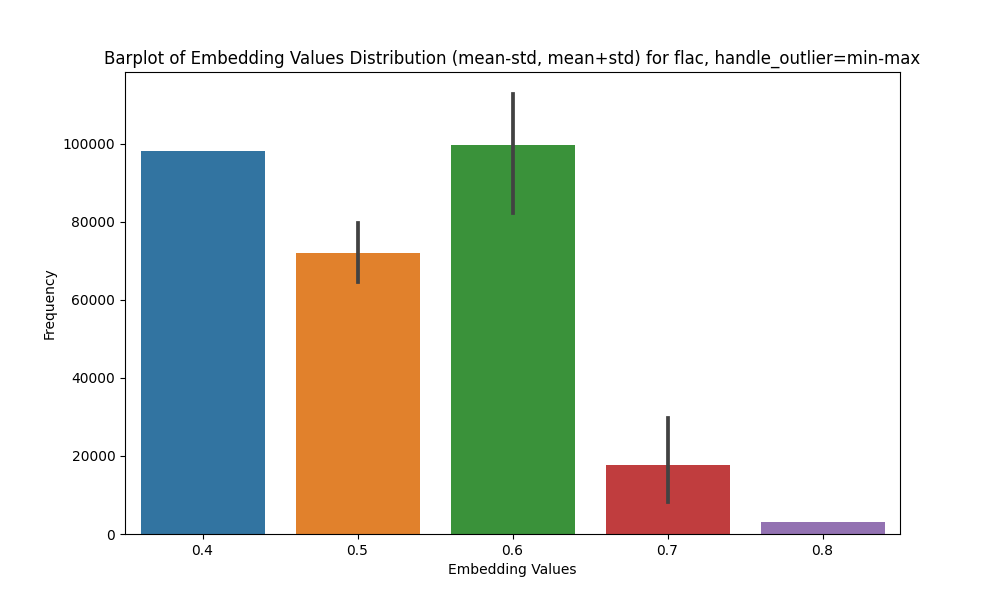 Barplot of Embedding Values Distribution (mean-std, mean+std) for flac, handle_outlier=min-max
100000
80000
60000
40000
20000
0
Frequency
0.4 0.5 0.6 0.7 0.8
Embedding Values